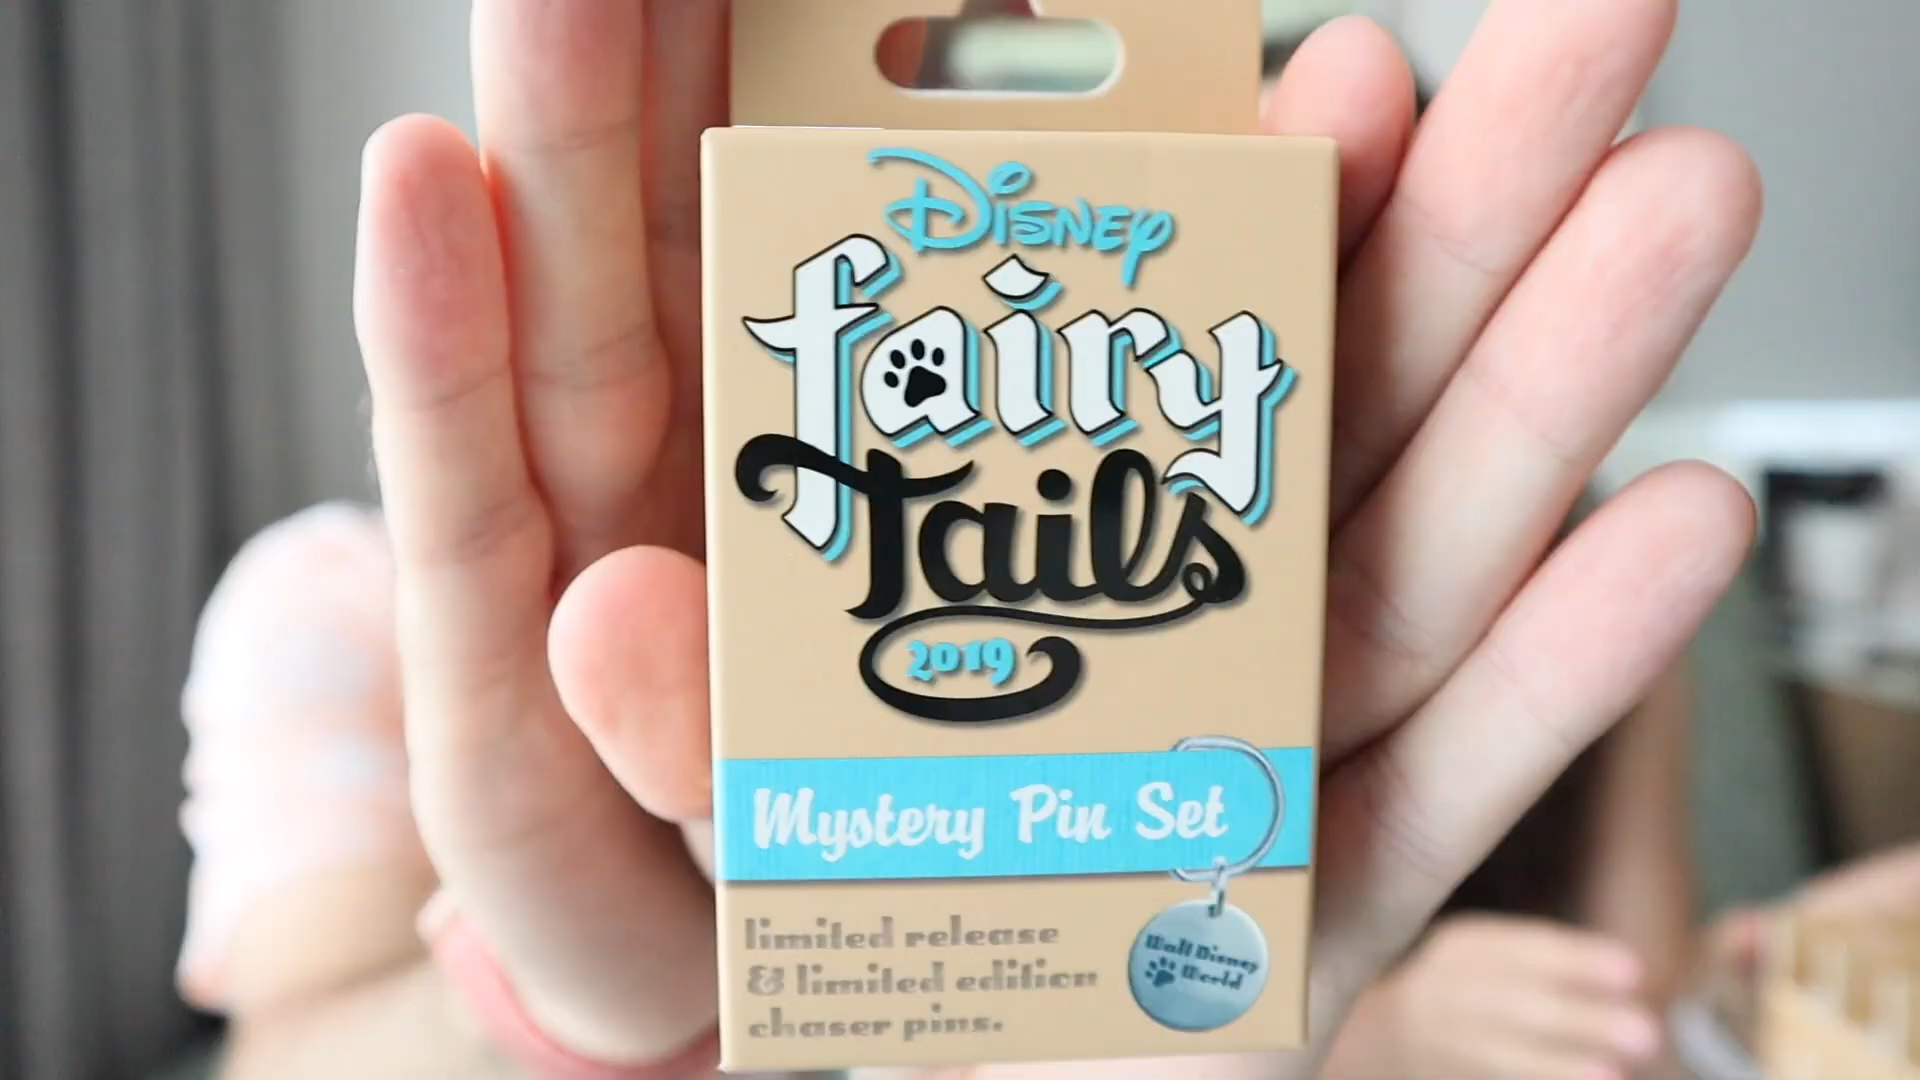 Disney
fairy
Tails
2019
Mystery Pin Set
limited release
& limited edition
chaser pins.
Walt Disney
World